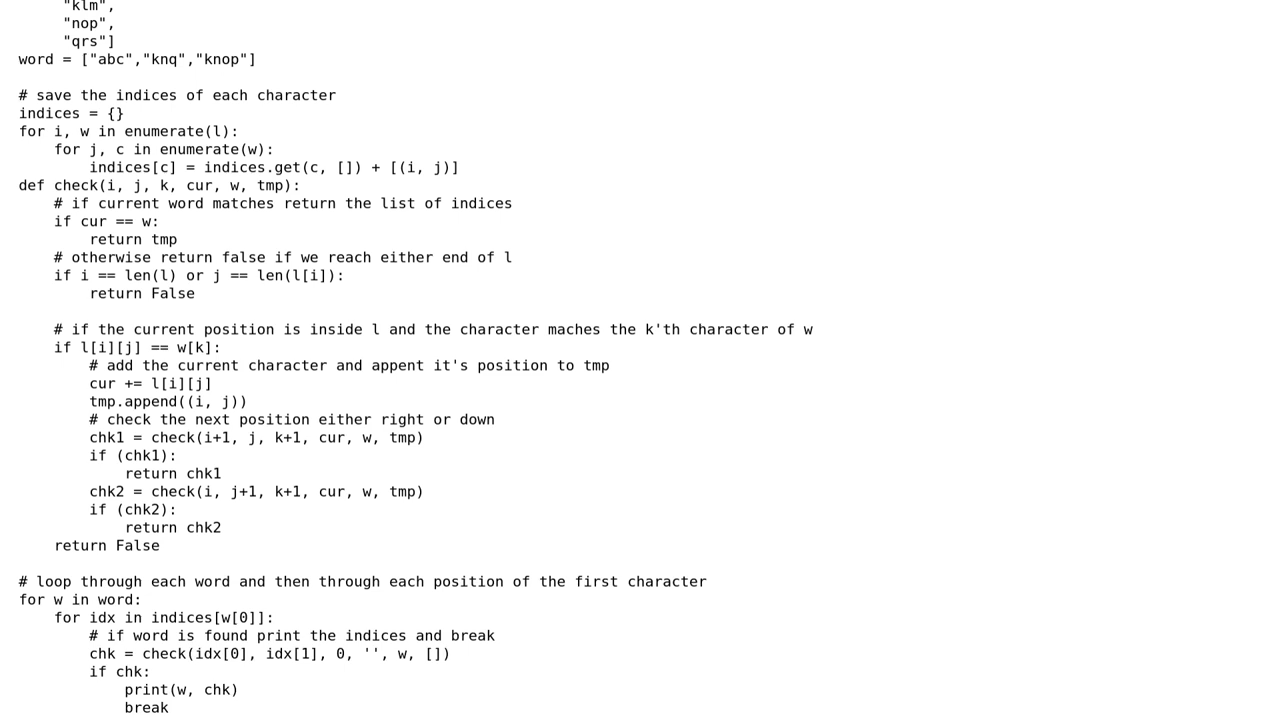 "klm",
     "nop",
     "qrs"]
word = ["abc","knq","knop"]

# save the indices of each character
indices = {}
for i, w in enumerate(l):
    for j, c in enumerate(w):
        indices[c] = indices.get(c, []) + [(i, j)]
def check(i, j, k, cur, w, tmp):
    # if current word matches return the list of indices
    if cur == w:
        return tmp
    # otherwise return false if we reach either end of l
    if i == len(l) or j == len(l[i]):
        return False

    # if the current position is inside l and the character maches the k'th character of w
    if l[i][j] == w[k]:
        # add the current character and appent it's position to tmp
        cur += l[i][j]
        tmp.append((i, j))
        # check the next position either right or down
        chk1 = check(i+1, j, k+1, cur, w, tmp)
        if (chk1):
            return chk1
        chk2 = check(i, j+1, k+1, cur, w, tmp)
        if (chk2):
            return chk2
    return False

# loop through each word and then through each position of the first character
for w in word:
    for idx in indices[w[0]]:
        # if word is found print the indices and break
        chk = check(idx[0], idx[1], 0, '', w, [])
        if chk:
            print(w, chk)
            break